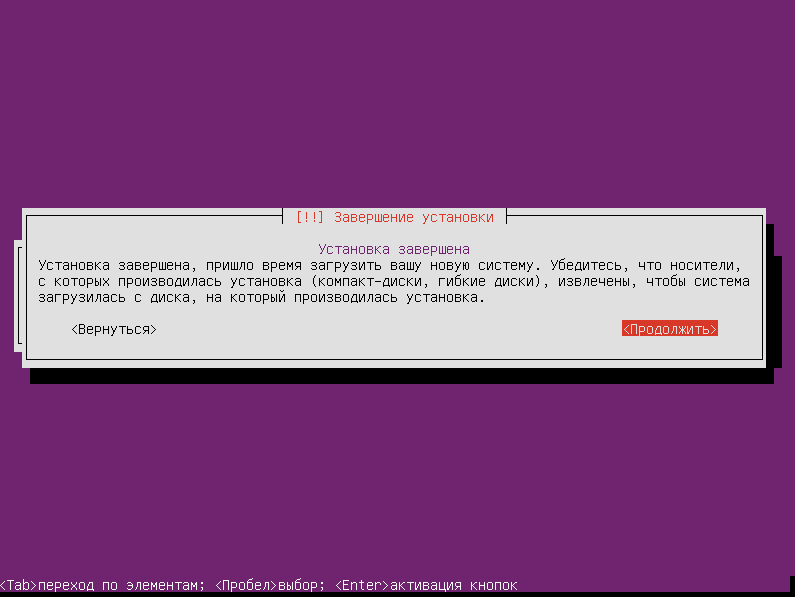 [!!] Завершение установки
Установка завершена
Установка завершена, пришло время загрузить вашу новую систему. Убедитесь, что носители,
с которых производилась установка (компакт-диски, гибкие диски), извлечены, чтобы система
загрузилась с диска, на который производилась установка.
<Вернуться> <Продолжить>
<Tab>переход по элементам; <Пробел>выбор; <Enter>активация кнопок